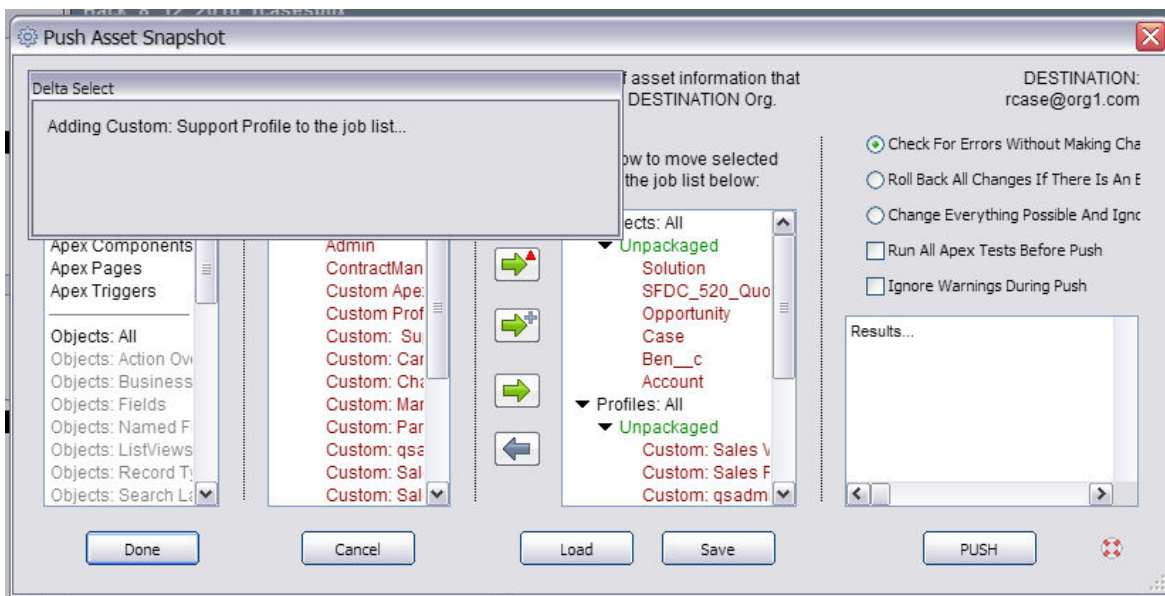 Back 8 12 2010 rcasesbox
Push Asset Snapshot
Delta Select
Adding Custom: Support Profile to the job list...
f asset information that
DESTINATION Org.
DESTINATION:
rcase@org1.com
ow to move selected
the job list below:
Apex Components
Apex Pages
Apex Triggers
Objects: All
Objects: Action Ov
Objects: Business
Objects: Fields
Objects: Named F
Objects: ListViews
Objects: Record Ty
Objects: Search La
Admin
ContractMan
Custom Ape
Custom Prof
Custom: Su
Custom: Car
Custom: Cha
Custom: Mar
Custom: Par
Custom: qsa
Custom: Sal
Custom: Sal
ects: All
Unpackaged
Solution
SFDC_520_Quo
Opportunity
Case
Ben__c
Account
Profiles: All
Unpackaged
Custom: Sales V
Custom: Sales F
Custom: qsadm
Check For Errors Without Making Cha
Roll Back All Changes If There Is An E
Change Everything Possible And Igno
Run All Apex Tests Before Push
Ignore Warnings During Push
Results...
Done
Cancel
Load
Save
PUSH